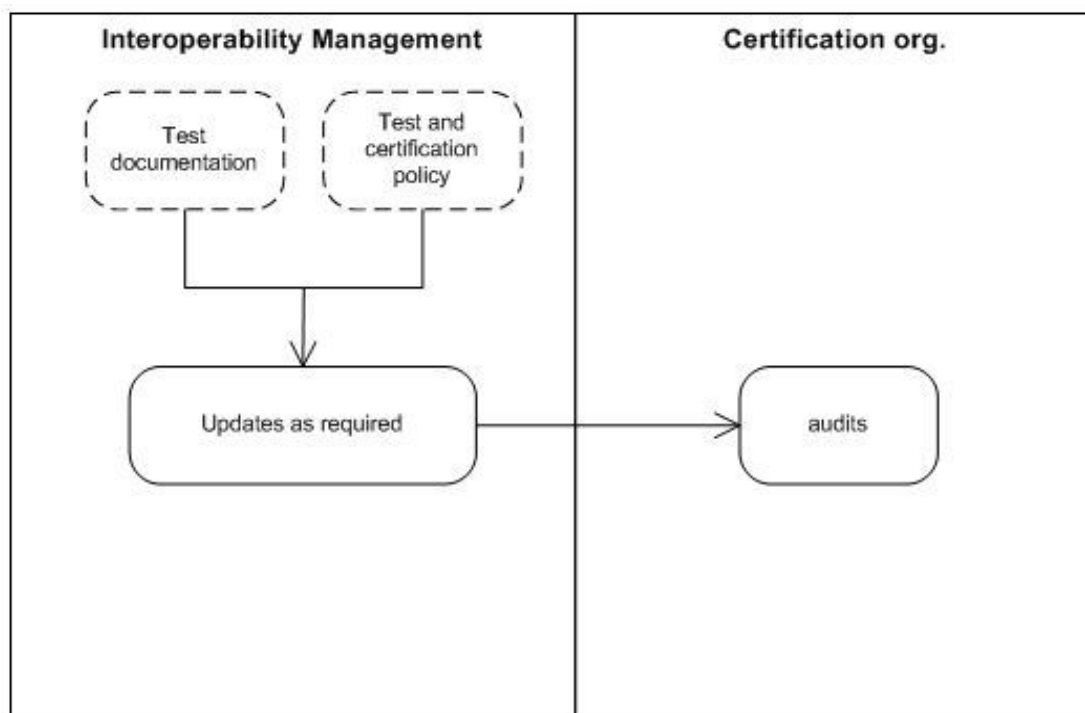 Interoperability Management
Certification org.
Test
documentation
Test and
certification
policy
Updates as required
audits